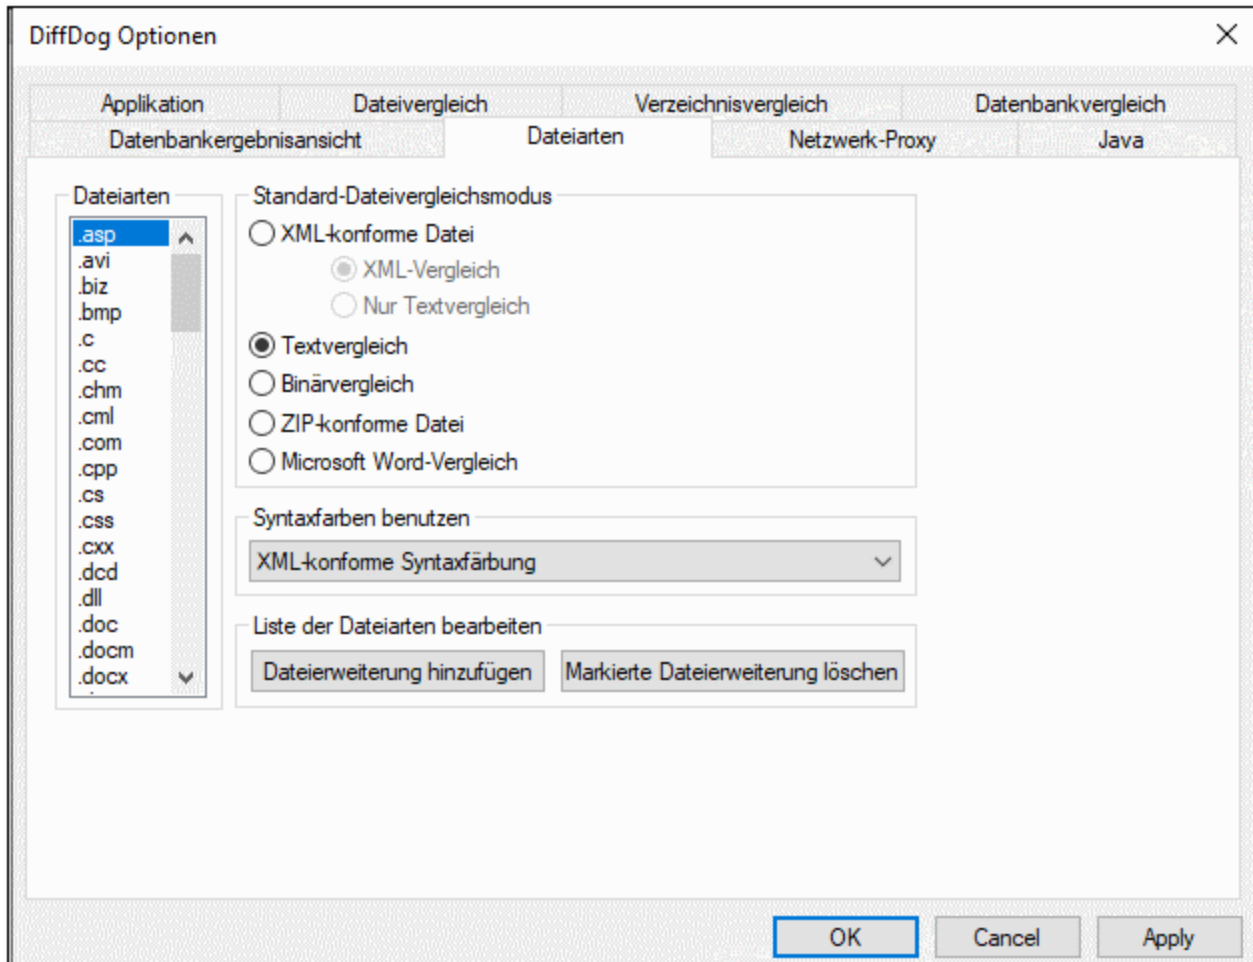 DiffDog Optionen
Applikation Dateivergleich Verzeichnisvergleich Datenbankvergleich
Datenbankergebnisansicht Dateiarten Netzwerk-Proxy Java
Dateiarten
.asp
.avi
.biz
.bmp
.c
.cc
.chm
.cml
.com
.cpp
.cs
.css
.cxx
.dcd
.dll
.doc
.docm
.docx
Standard-Dateivergleichsmodus
XML-konforme Datei
XML-Vergleich
Nur Textvergleich
Textvergleich
Binärvergleich
ZIP-konforme Datei
Microsoft Word-Vergleich
Syntaxfarben benutzen
XML-konforme Syntaxfärbung
Liste der Dateiarten bearbeiten
Dateierweiterung hinzufügen Markierte Dateierweiterung löschen
OK Cancel Apply